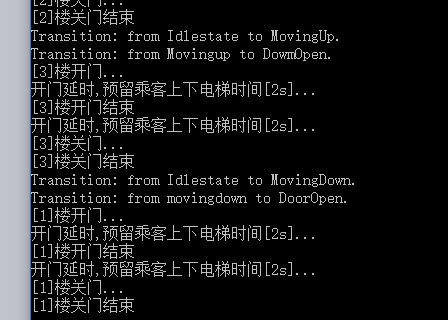 [2]楼关门...
[2]楼关门结束
Transition: from Idlestate to MovingUp.
Transition: from Movingup to DowmOpen.
[3]楼开门...
开门延时,预留乘客上下电梯时间[2s]...
[3]楼开门结束
开门延时,预留乘客上下电梯时间[2s]...
[3]楼关门...
[3]楼关门结束
Transition: from Idlestate to MovingDown.
Transition: from movingdown to DoorOpen.
[1]楼开门...
开门延时,预留乘客上下电梯时间[2s]...
[1]楼开门结束
开门延时,预留乘客上下电梯时间[2s]...
[1]楼关门...
[1]楼关门结束